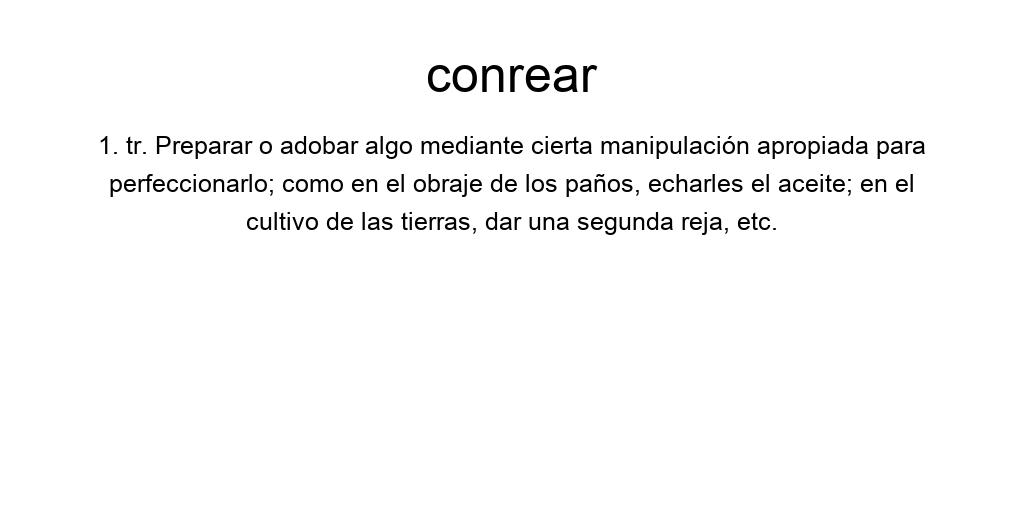 conrear
1. tr. Preparar o adobar algo mediante cierta manipulación apropiada para
perfeccionarlo; como en el obraje de los paños, echarles el aceite; en el
cultivo de las tierras, dar una segunda reja, etc.